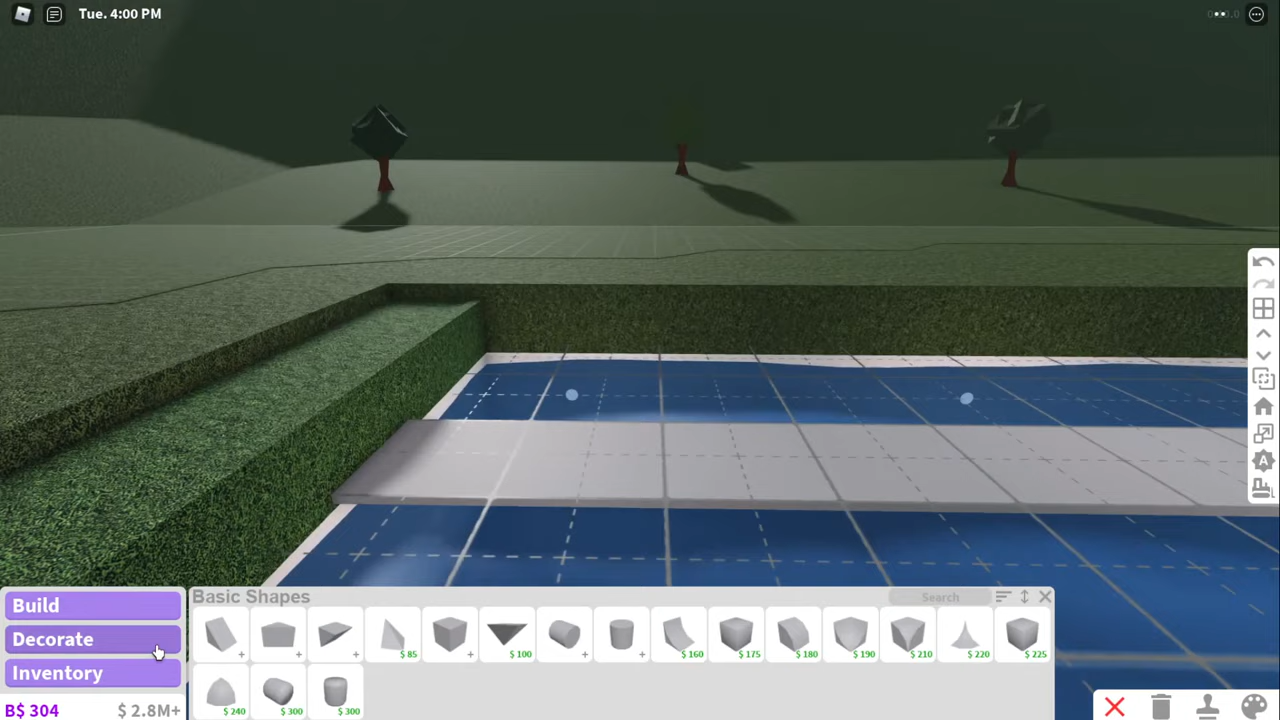 Tue. 4:00 PM
Build
Decorate
Inventory
B$ 304
$ 2.8M+
Basic Shapes
Search
+
+
+
$ 85
+
$ 100
+
+
$ 160
$ 175
$ 180
$ 190
$ 210
$ 220
$ 225
$ 240
$ 300
$ 300
A